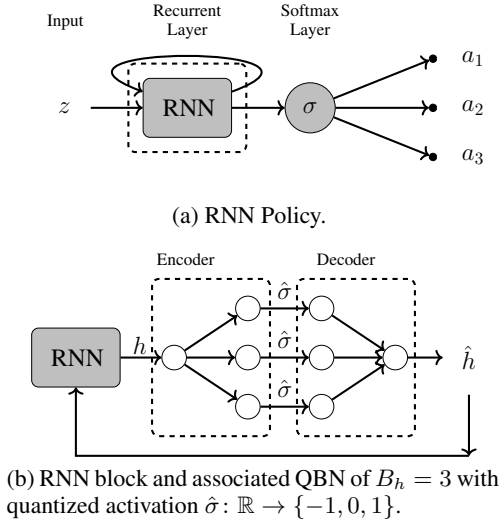 Input
Recurrent
Layer
Softmax
Layer
z
RNN
σ
a₁
a₂
a₃
(a) RNN Policy.
Encoder
Decoder
RNN
h
σ̂
σ̂
σ̂
ĥ
(b) RNN block and associated QBN of Bₕ = 3 with
quantized activation σ̂: ℝ → {−1, 0, 1}.